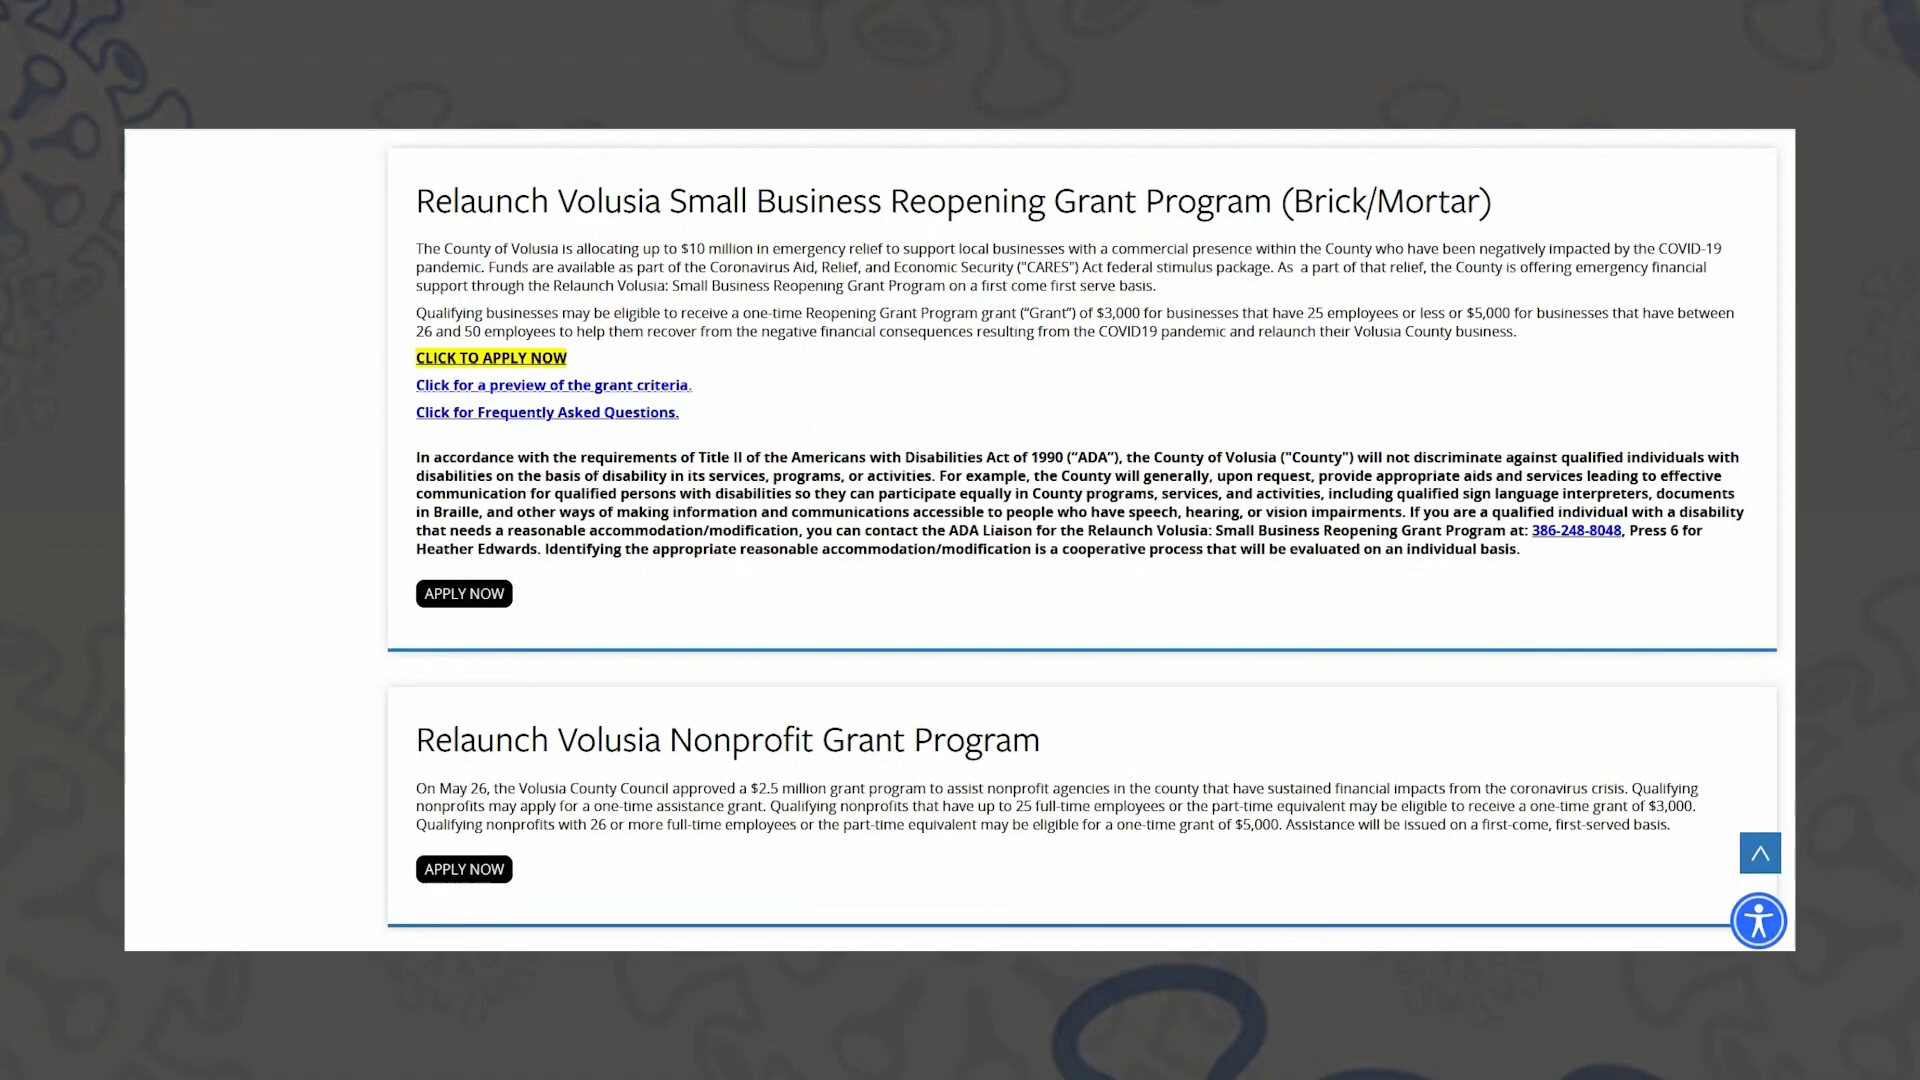 Relaunch Volusia Small Business Reopening Grant Program (Brick/Mortar)
The County of Volusia is allocating up to $10 million in emergency relief to support local businesses with a commercial presence within the County who have been negatively impacted by the COVID-19
pandemic. Funds are available as part of the Coronavirus Aid, Relief, and Economic Security ("CARES") Act federal stimulus package. As a part of that relief, the County is offering emergency financial
support through the Relaunch Volusia: Small Business Reopening Grant Program on a first come first serve basis.
Qualifying businesses may be eligible to receive a one-time Reopening Grant Program grant (“Grant”) of $3,000 for businesses that have 25 employees or less or $5,000 for businesses that have between
26 and 50 employees to help them recover from the negative financial consequences resulting from the COVID19 pandemic and relaunch their Volusia County business.
CLICK TO APPLY NOW
Click for a preview of the grant criteria.
Click for Frequently Asked Questions.
In accordance with the requirements of Title II of the Americans with Disabilities Act of 1990 (“ADA”), the County of Volusia ("County") will not discriminate against qualified individuals with
disabilities on the basis of disability in its services, programs, or activities. For example, the County will generally, upon request, provide appropriate aids and services leading to effective
communication for qualified persons with disabilities so they can participate equally in County programs, services, and activities, including qualified sign language interpreters, documents
in Braille, and other ways of making information and communications accessible to people who have speech, hearing, or vision impairments. If you are a qualified individual with a disability
that needs a reasonable accommodation/modification, you can contact the ADA Liaison for the Relaunch Volusia: Small Business Reopening Grant Program at: 386-248-8048, Press 6 for
Heather Edwards. Identifying the appropriate reasonable accommodation/modification is a cooperative process that will be evaluated on an individual basis.
APPLY NOW
Relaunch Volusia Nonprofit Grant Program
On May 26, the Volusia County Council approved a $2.5 million grant program to assist nonprofit agencies in the county that have sustained financial impacts from the coronavirus crisis. Qualifying
nonprofits may apply for a one-time assistance grant. Qualifying nonprofits that have up to 25 full-time employees or the part-time equivalent may be eligible to receive a one-time grant of $3,000.
Qualifying nonprofits with 26 or more full-time employees or the part-time equivalent may be eligible for a one-time grant of $5,000. Assistance will be issued on a first-come, first-served basis.
APPLY NOW